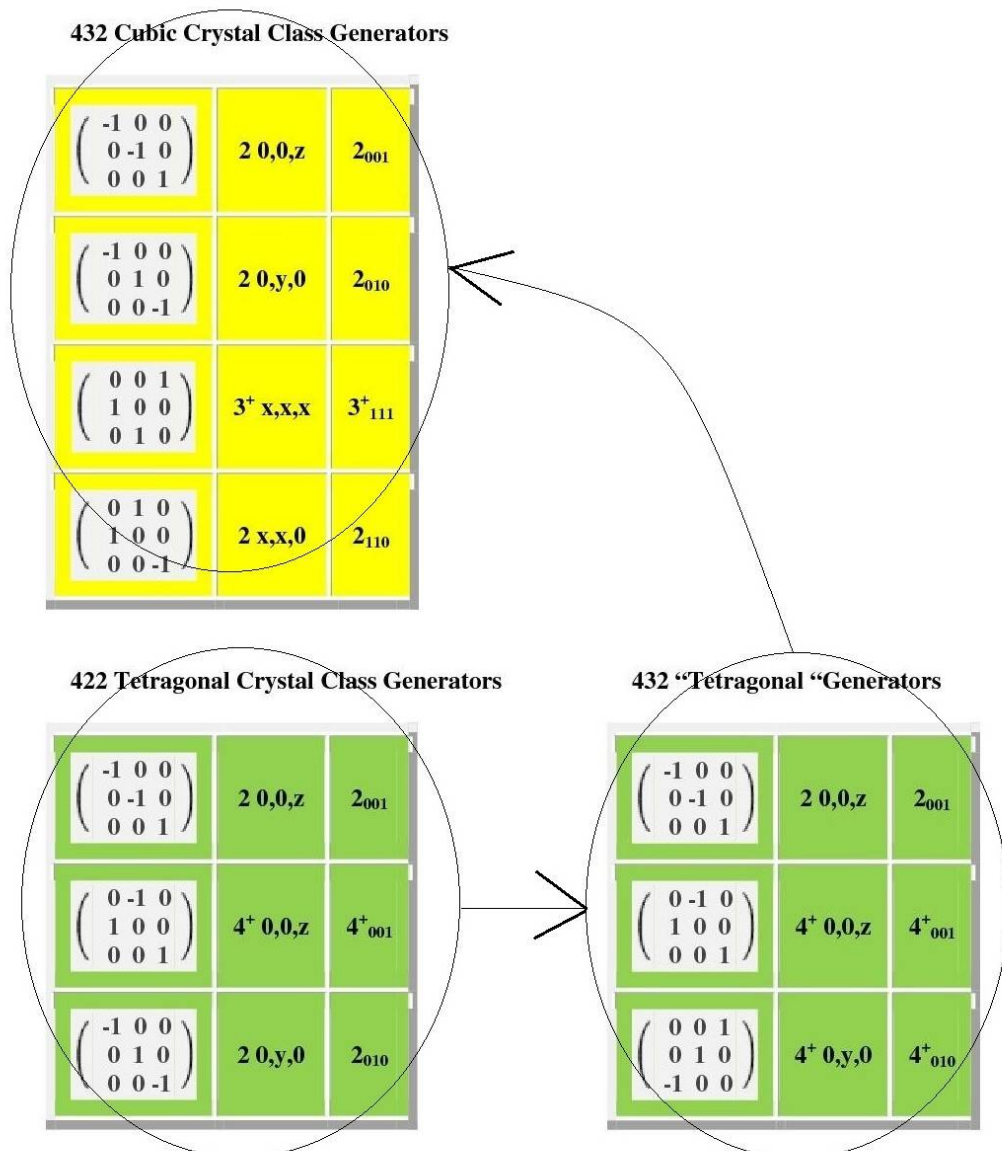 432 Cubic Crystal Class Generators
-1 0 0
0 -1 0
0 0 1
2 0,0,z
2001
-1 0 0
0 1 0
0 0 -1
2 0,y,0
2010
0 0 1
1 0 0
0 1 0
3+ x,x,x
3+111
0 1 0
1 0 0
0 0 -1
2 x,x,0
2110
422 Tetragonal Crystal Class Generators
-1 0 0
0 -1 0
0 0 1
2 0,0,z
2001
0 -1 0
1 0 0
0 0 1
4+ 0,0,z
4+001
-1 0 0
0 1 0
0 0 -1
2 0,y,0
2010
432 “Tetragonal “Generators
-1 0 0
0 -1 0
0 0 1
2 0,0,z
2001
0 -1 0
1 0 0
0 0 1
4+ 0,0,z
4+001
0 0 1
0 1 0
-1 0 0
4+ 0,y,0
4+010